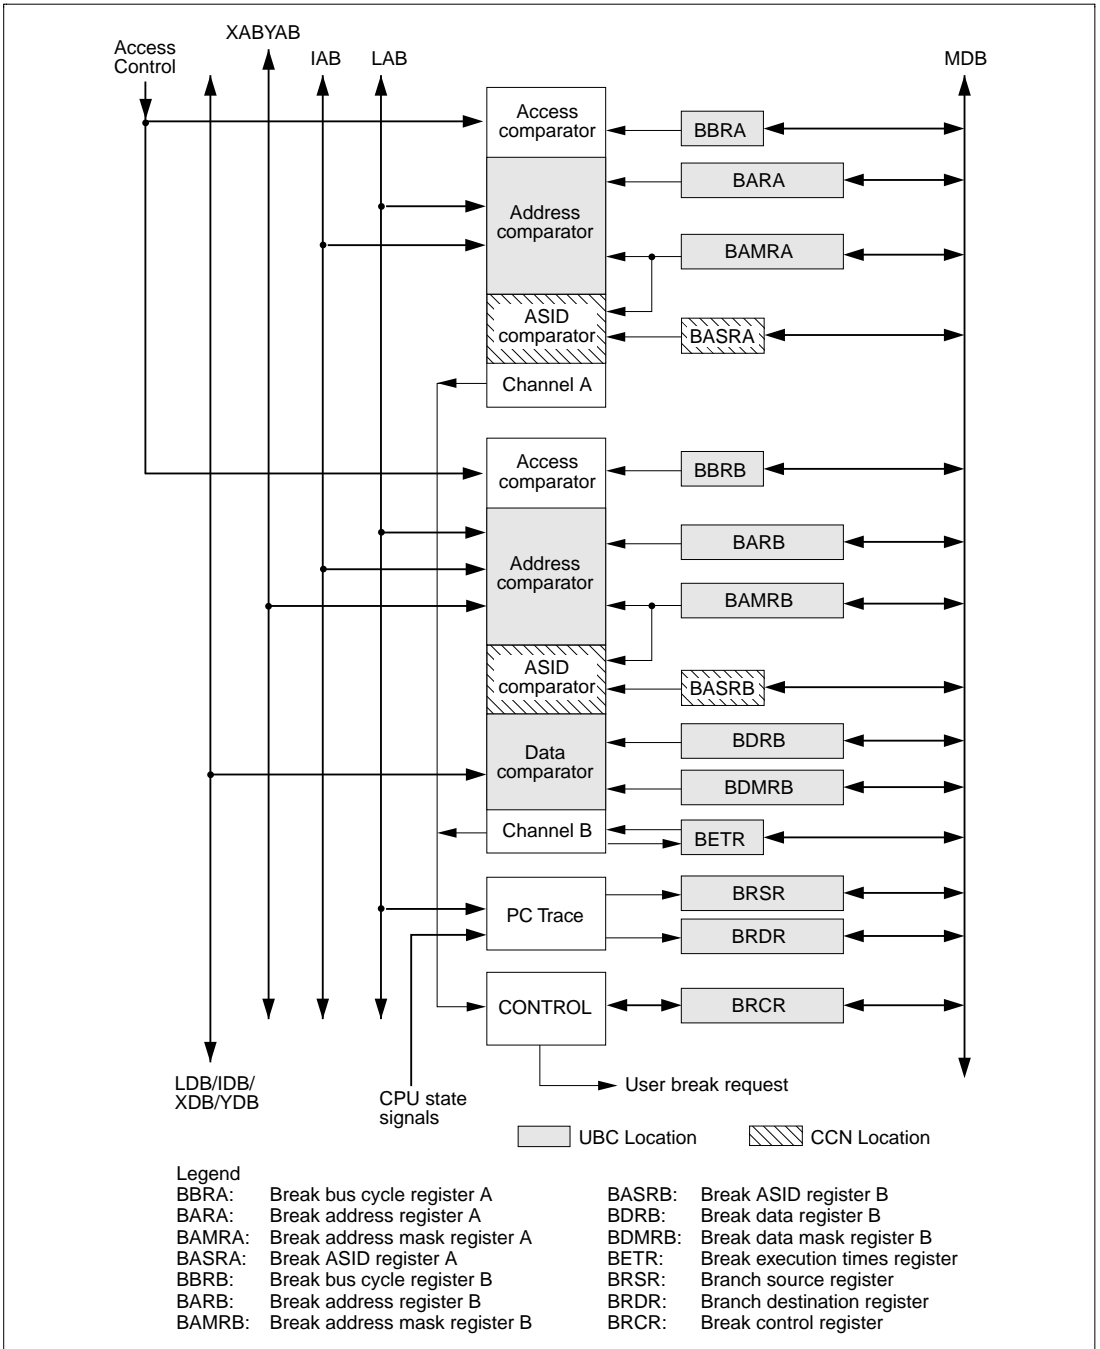 XABYAB
Access
Control
IAB
LAB
MDB
Access
comparator
BBRA
BARA
Address
comparator
BAMRA
ASID
comparator
BASRA
Channel A
Access
comparator
BBRB
BARB
Address
comparator
BAMRB
ASID
comparator
BASRB
BDRB
Data
comparator
BDMRB
Channel B
BETR
BRSR
PC Trace
BRDR
CONTROL
BRCR
LDB/IDB/
XDB/YDB
CPU state
signals
User break request
UBC Location
CCN Location
Legend
BBRA: Break bus cycle register A
BARA: Break address register A
BAMRA: Break address mask register A
BASRA: Break ASID register A
BBRB: Break bus cycle register B
BARB: Break address register B
BAMRB: Break address mask register B
BASRB: Break ASID register B
BDRB: Break data register B
BDMRB: Break data mask register B
BETR: Break execution times register
BRSR: Branch source register
BRDR: Branch destination register
BRCR: Break control register